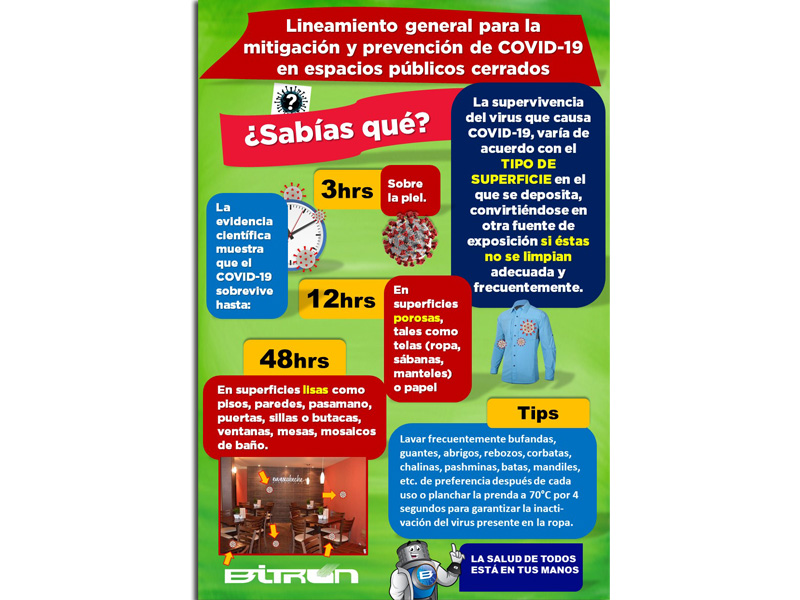 Lineamiento general para la
mitigación y prevención de COVID-19
en espacios públicos cerrados
?
¿Sabías qué?
La supervivencia
del virus que causa
COVID-19, varía de
acuerdo con el
TIPO DE
SUPERFICIE en el
que se deposita,
convirtiéndose en
otra fuente de
exposición si éstas
no se limpian
adecuada y
frecuentemente.
La
evidencia
científica
muestra
que el
COVID-19
sobrevive
hasta:
3hrs
Sobre
la piel.
12hrs
En
superficies
porosas,
tales como
telas (ropa,
sábanas,
manteles)
o papel
48hrs
En superficies lisas como
pisos, paredes, pasamano,
puertas, sillas o butacas,
ventanas, mesas, mosaicos
de baño.
Tips
Lavar frecuentemente bufandas,
guantes, abrigos, rebozos, corbatas,
chalinas, pashminas, batas, mandiles,
etc. de preferencia después de cada
uso o planchar la prenda a 70°C por 4
segundos para garantizar la inacti-
vación del virus presente en la ropa.
BITRON
B
LA SALUD DE TODOS
ESTÁ EN TUS MANOS